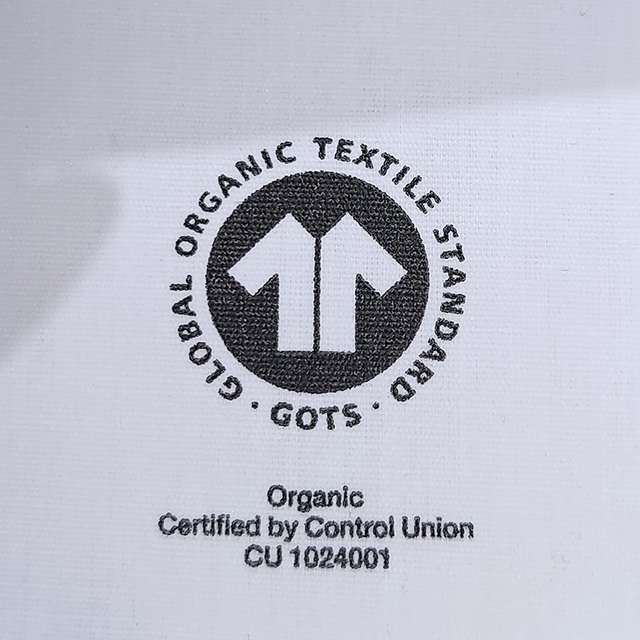 GLOBAL ORGANIC TEXTILE STANDARD
· GOTS ·
Organic
Certified by Control Union
CU 1024001